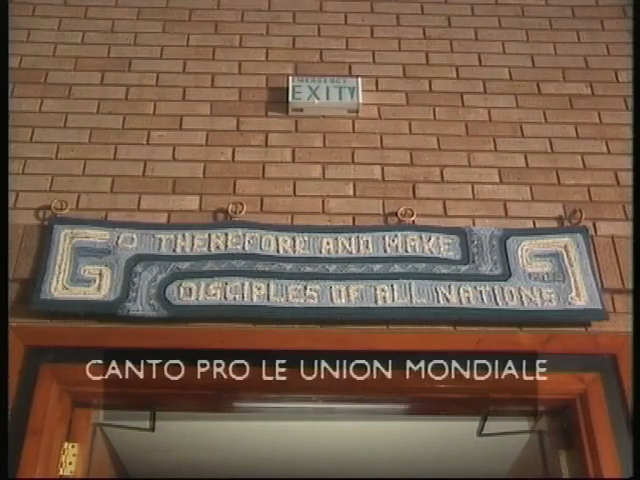 EMERGENCY
EXIT
GO THEREFORE AND MAKE
DISCIPLES OF ALL NATIONS
CANTO PRO LE UNION MONDIALE